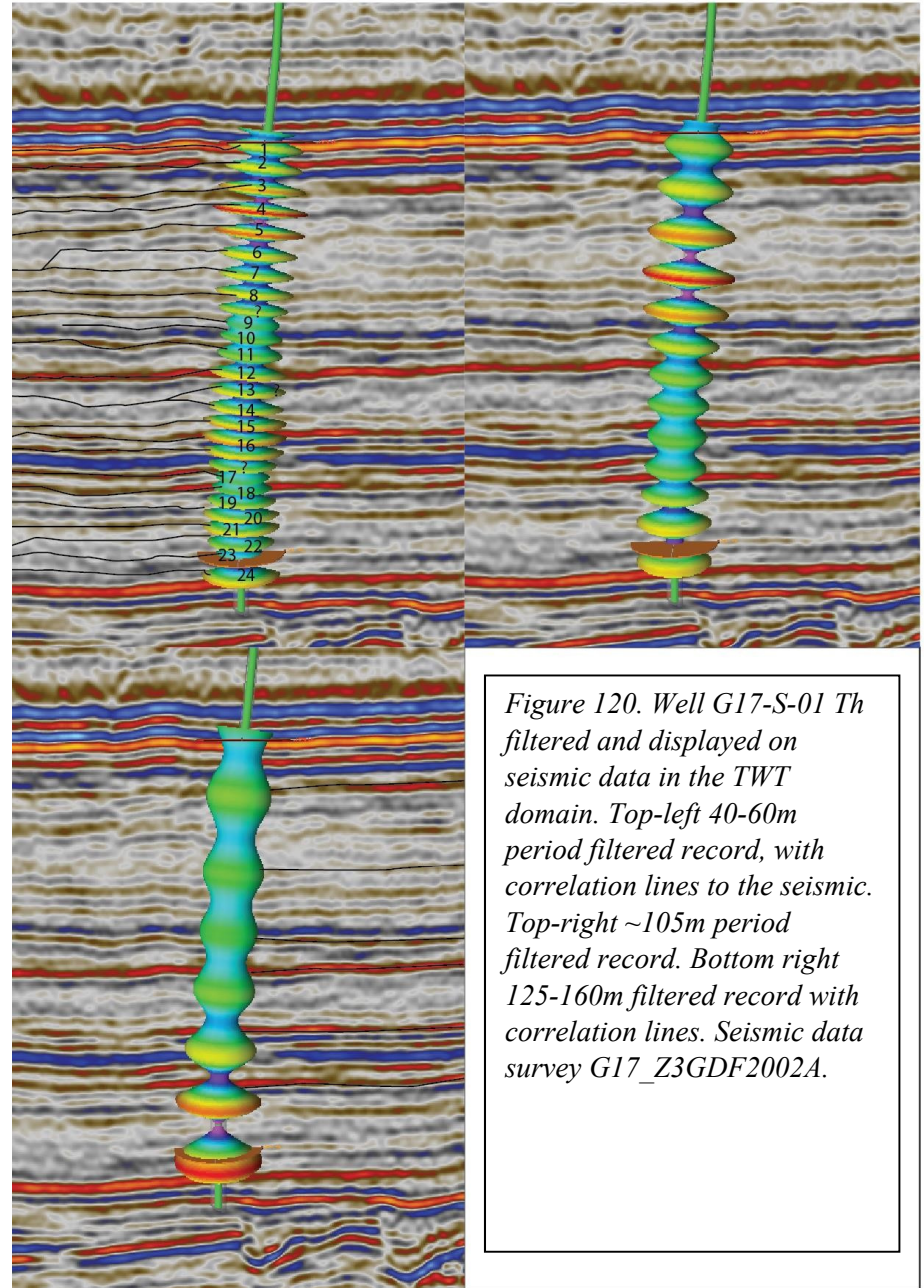 1
2
3
4
5
6
7
8
?
9
10
11
12
13 ?
14
15
16
?
17
18
19
20
21
22
23
24
Figure 120. Well G17-S-01 Th
filtered and displayed on
seismic data in the TWT
domain. Top-left 40-60m
period filtered record, with
correlation lines to the seismic.
Top-right ~105m period
filtered record. Bottom right
125-160m filtered record with
correlation lines. Seismic data
survey G17_Z3GDF2002A.